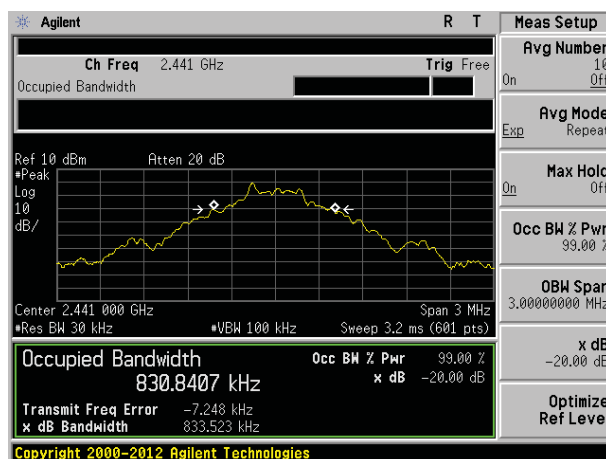 Agilent R T
Ch Freq 2.441 GHz Trig Free
Occupied Bandwidth
Ref 10 dBm Atten 20 dB
#Peak
Log
10
dB/
Center 2.441 000 GHz Span 3 MHz
#Res BW 30 kHz #VBW 100 kHz Sweep 3.2 ms (601 pts)
Occupied Bandwidth Occ BW % Pwr 99.00 %
830.8407 kHz x dB -20.00 dB
Transmit Freq Error -7.248 kHz
x dB Bandwidth 833.523 kHz
Copyright 2000-2012 Agilent Technologies
Meas Setup
Avg Number
10
On Off
Avg Mode
Exp Repeat
Max Hold
On Off
Occ BW % Pwr
99.00 %
OBW Span
3.00000000 MHz
x dB
-20.00 dB
Optimize
Ref Level